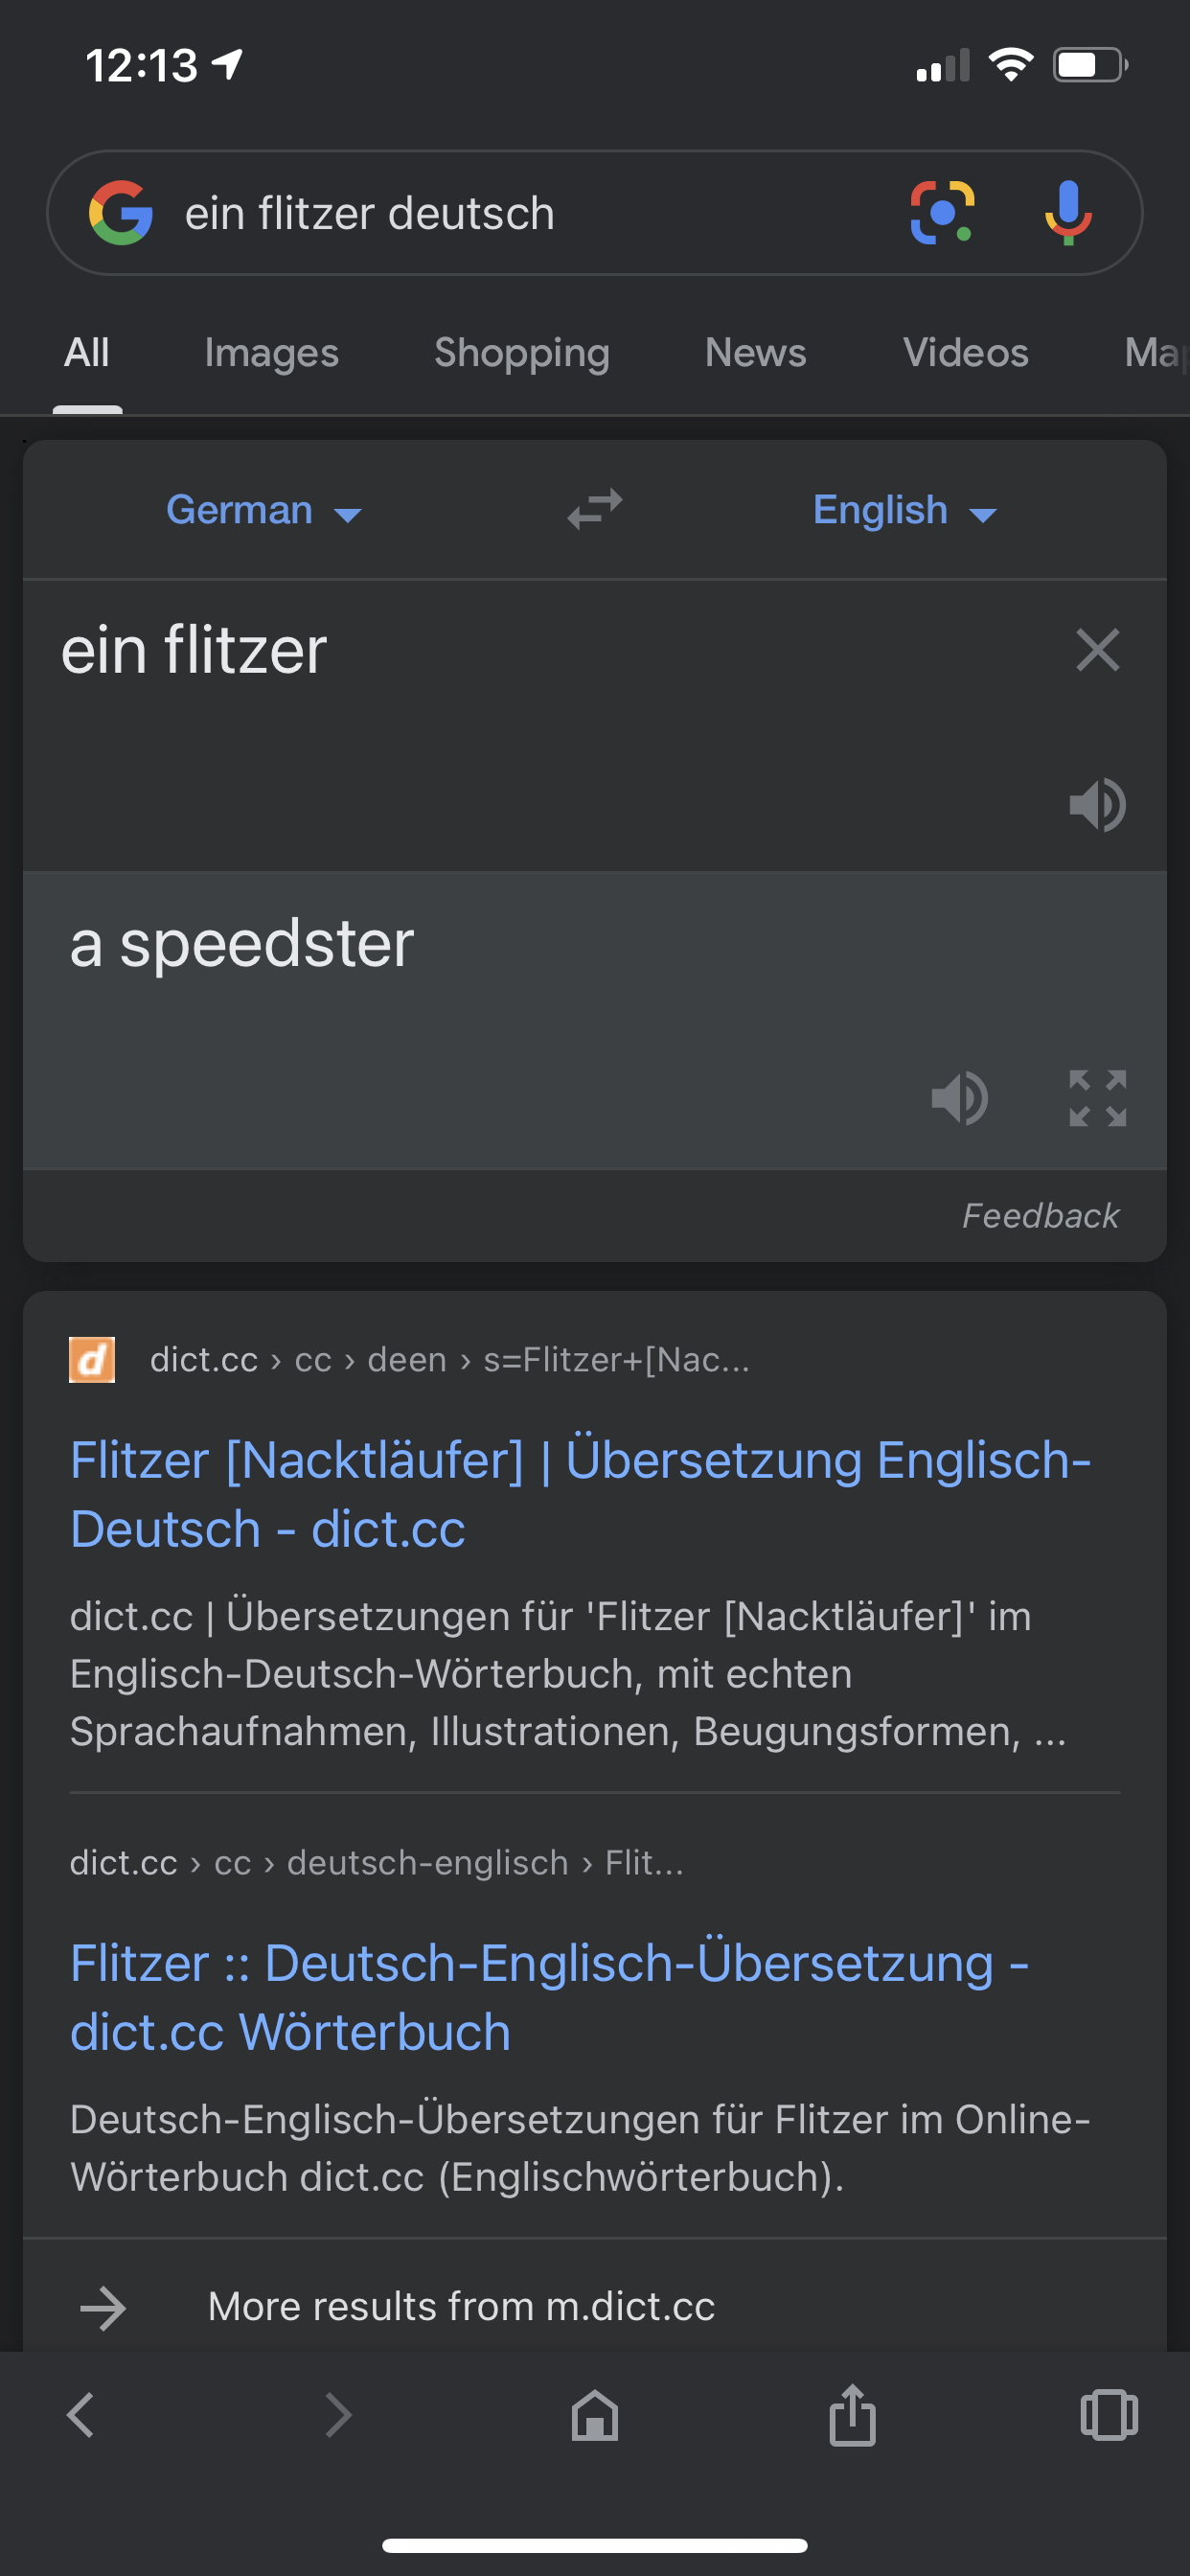 12:13
ein flitzer deutsch
All Images Shopping News Videos
German English
ein flitzer
a speedster
Feedback
dict.cc › cc › deen › s=Flitzer+[Nac...
Flitzer [Nacktläufer] | Übersetzung Englisch-
Deutsch - dict.cc
dict.cc | Übersetzungen für 'Flitzer [Nacktläufer]' im
Englisch-Deutsch-Wörterbuch, mit echten
Sprachaufnahmen, Illustrationen, Beugungsformen, ...
dict.cc › cc › deutsch-englisch › Flit...
Flitzer :: Deutsch-Englisch-Übersetzung -
dict.cc Wörterbuch
Deutsch-Englisch-Übersetzungen für Flitzer im Online-
Wörterbuch dict.cc (Englischwörterbuch).
More results from m.dict.cc